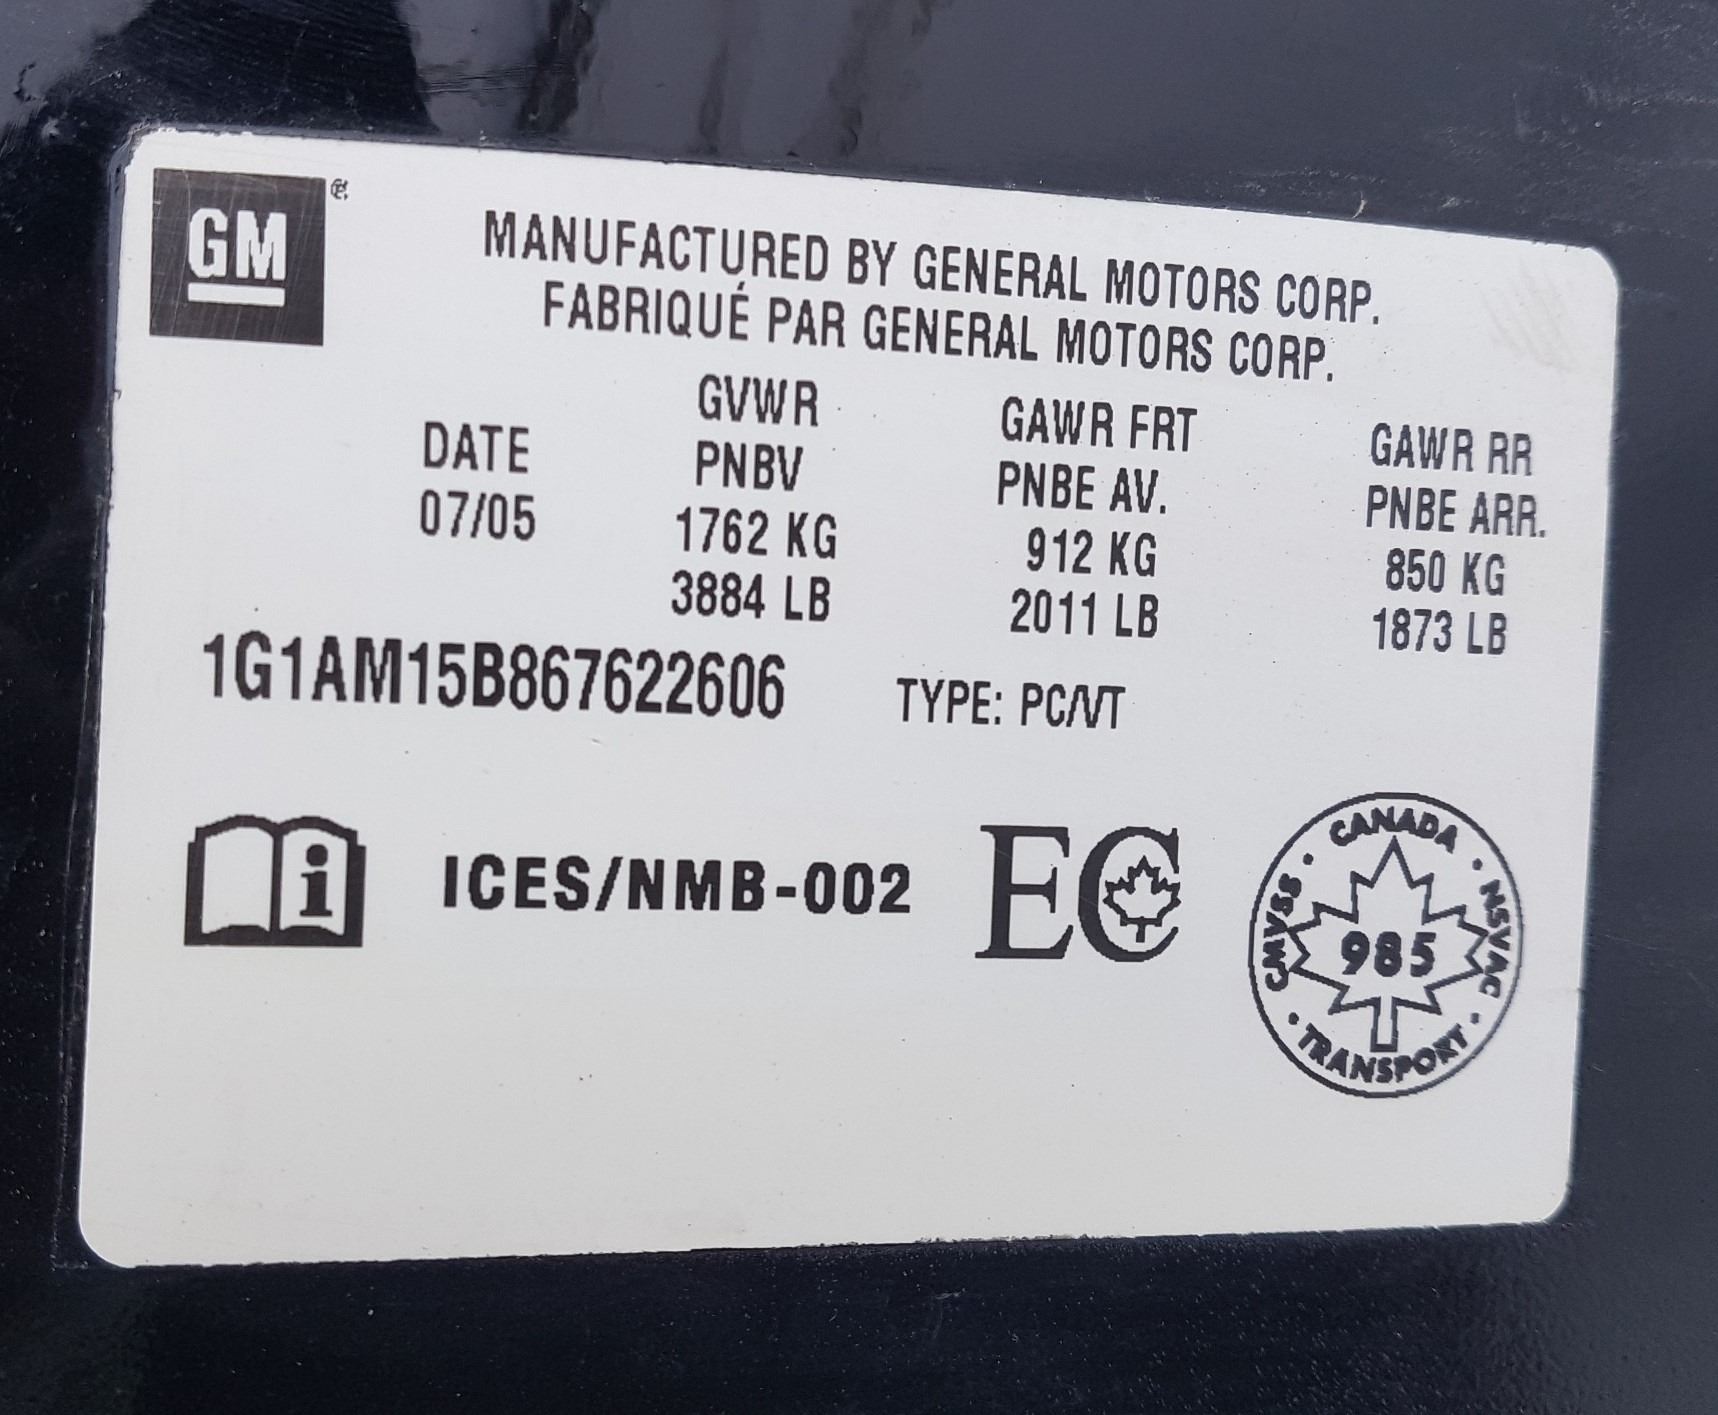 GM
MANUFACTURED BY GENERAL MOTORS CORP.
FABRIQUÉ PAR GENERAL MOTORS CORP.
DATE
07/05
GVWR
PNBV
1762 KG
3884 LB
GAWR FRT
PNBE AV.
912 KG
2011 LB
GAWR RR
PNBE ARR.
850 KG
1873 LB
1G1AM15B867622606 TYPE: PC/VT
i
ICES/NMB-002
EC
CANADA
CMVSS
NSVAC
985
TRANSPORT